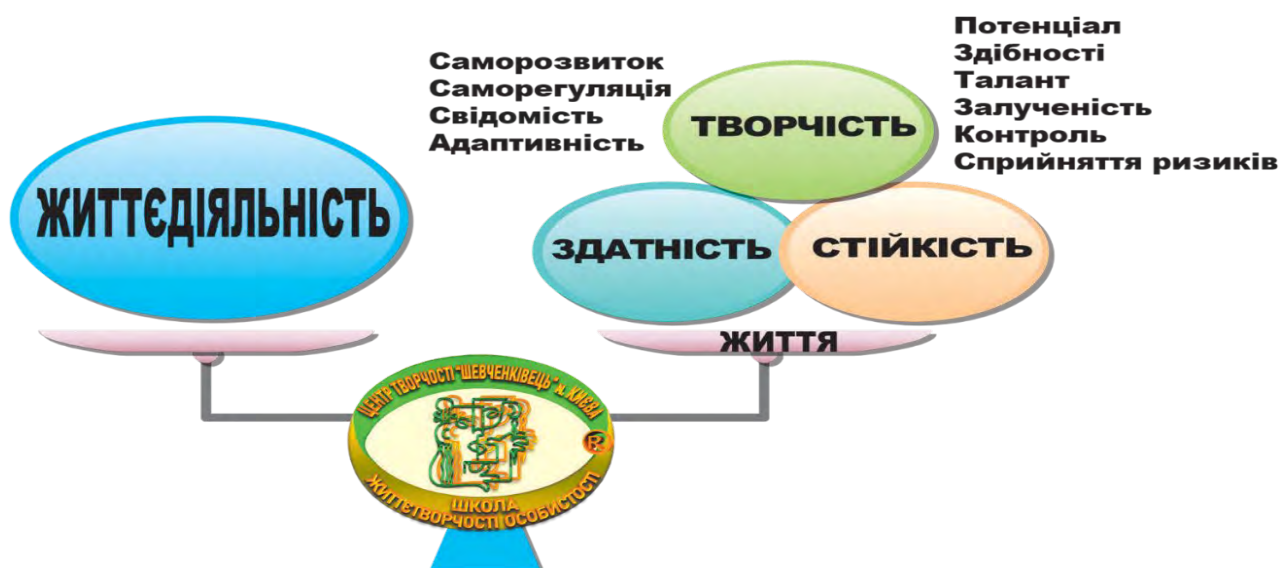 Саморозвиток
Саморегуляція
Свідомість
Адаптивність
Потенціал
Здібності
Талант
Залученість
Контроль
Сприйняття ризиків
ТВОРЧІСТЬ
ЖИТТЄДІЯЛЬНІСТЬ
ЗДАТНІСТЬ
СТІЙКІСТЬ
ЖИТТЯ
ЦЕНТР ТВОРЧОСТІ "ШЕВЧЕНКІВЕЦЬ" м. КИЄВА
R
ШКОЛА
ЖИТТЄТВОРЧОСТІ ОСОБИСТОСТІ